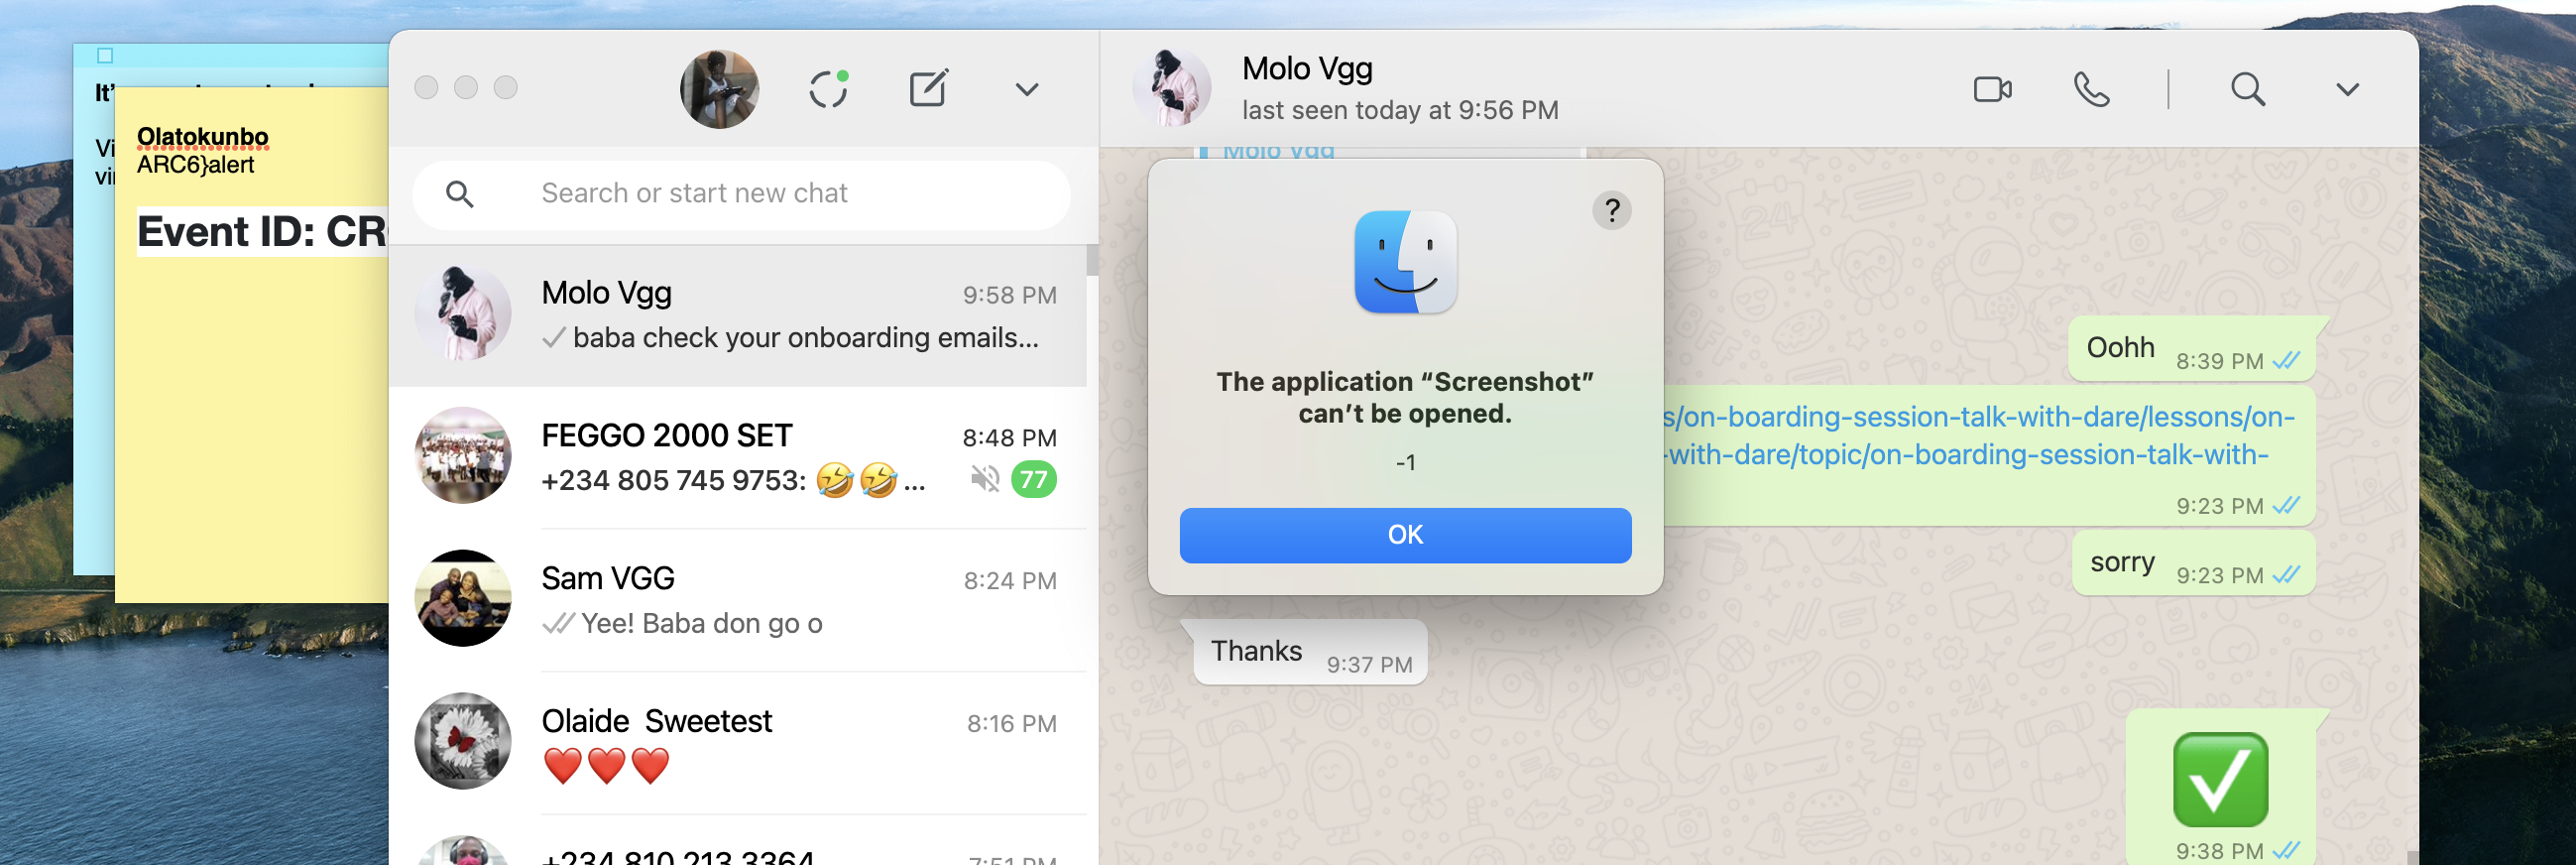 It'
Vi
vi
Olatokunbo
ARC6}alert
Event ID: CR
Search or start new chat
Molo Vgg
9:58 PM
baba check your onboarding emails...
FEGGO 2000 SET
8:48 PM
+234 805 745 9753: 🤣🤣...
77
Sam VGG
8:24 PM
Yee! Baba don go o
Olaide  Sweetest
8:16 PM
❤️❤️❤️
+234 810 213 3364
7:51 PM
Molo Vgg
last seen today at 9:56 PM
Molo Vgg
?
The application “Screenshot”
can’t be opened.
-1
OK
Oohh
8:39 PM
s/on-boarding-session-talk-with-dare/lessons/on-
-with-dare/topic/on-boarding-session-talk-with-
9:23 PM
sorry
9:23 PM
Thanks
9:37 PM
✅
9:38 PM